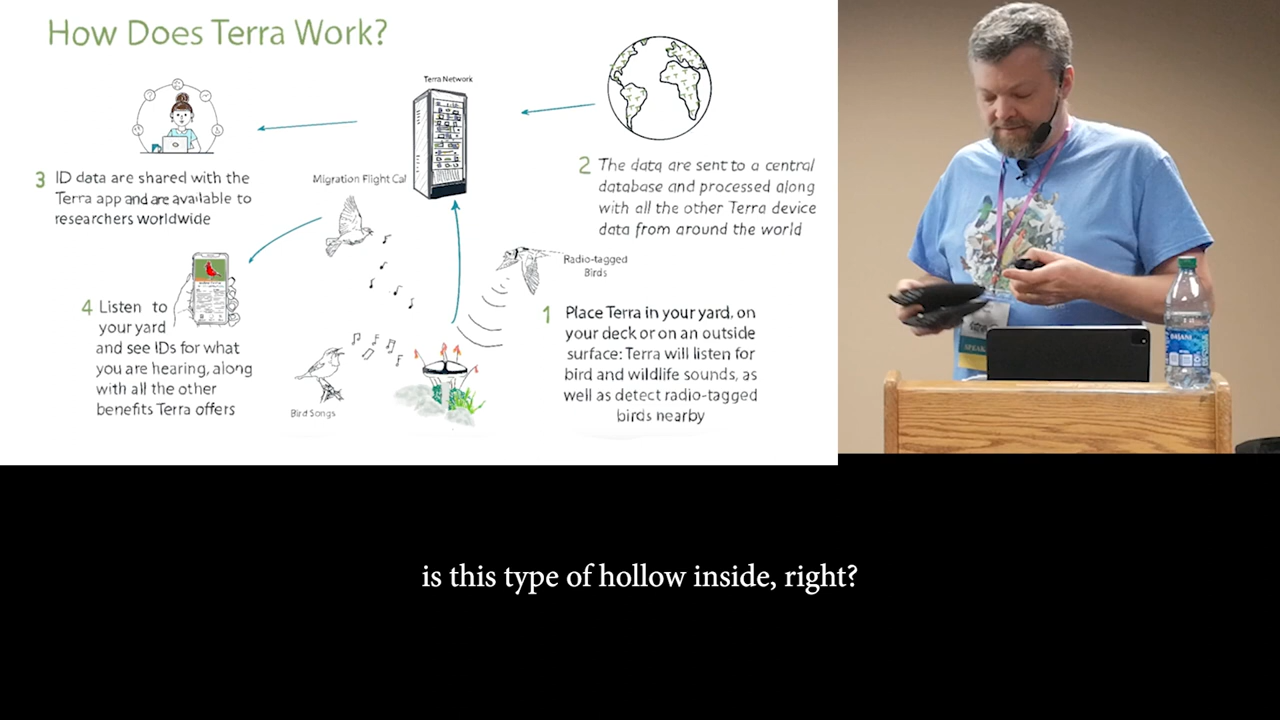 How Does Terra Work?
Terra Network
3 ID data are shared with the
Terra app and are available to
researchers worldwide
Migration Flight Cal
2 The data are sent to a central
database and processed along
with all the other Terra device
data from around the world
Radio-tagged
Birds
4 Listen to
your yard
and see IDs for what
you are hearing, along
with all the other
benefits Terra offers
Bird Songs
1 Place Terra in your yard, on
your deck or on an outside
surface: Terra will listen for
bird and wildlife sounds, as
well as detect radio-tagged
birds nearby
is this type of hollow inside, right?